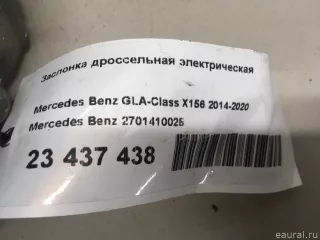 Заслонка дроссельная электрическая
Mercedes Benz GLA-Class X156 2014-2020
Mercedes Benz 2701410025
23 437 438
eaural.ru